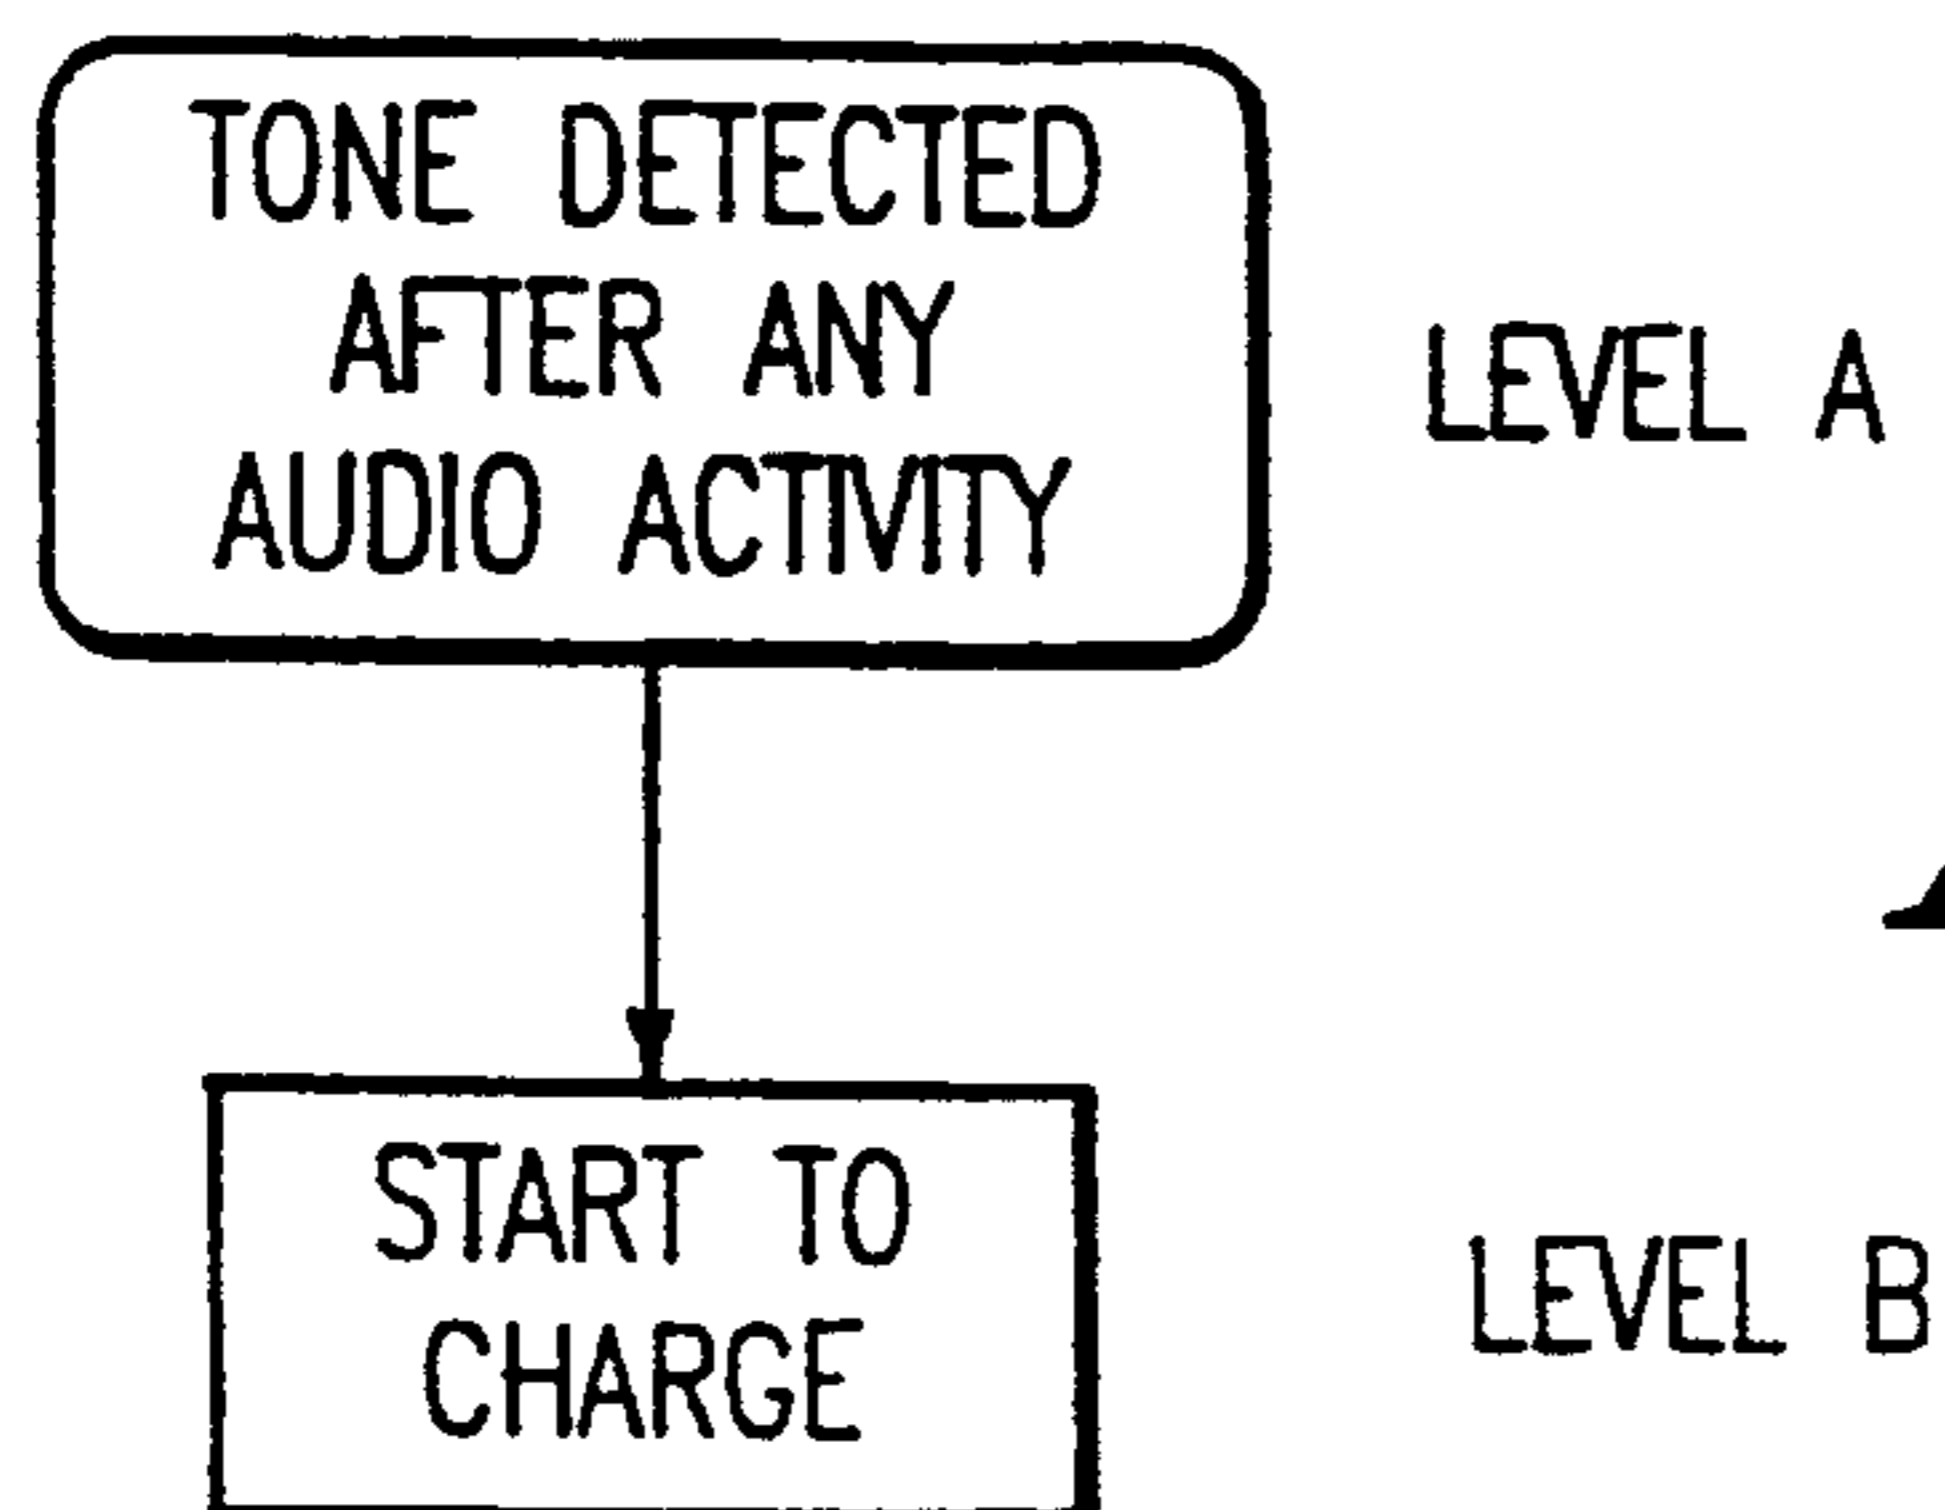 TONE DETECTED
AFTER ANY
AUDIO ACTIVITY
LEVEL A
START TO
CHARGE
LEVEL B